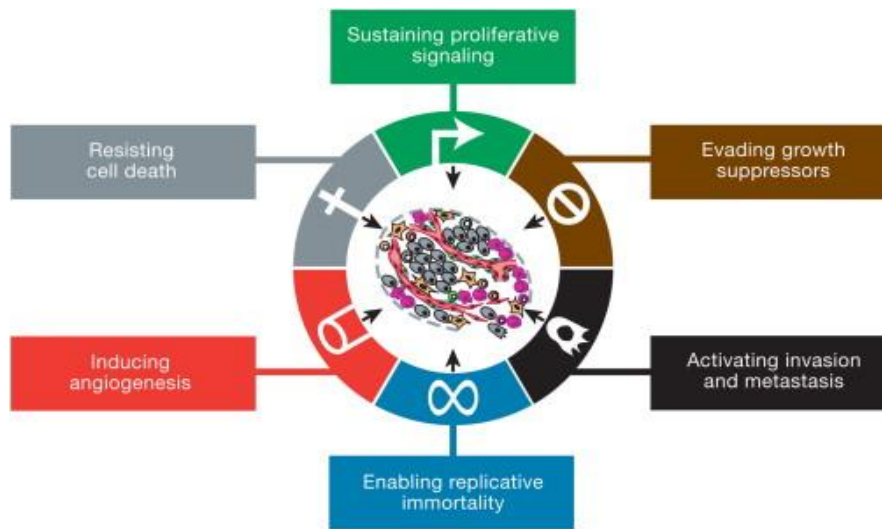 Sustaining proliferative
signaling
Resisting
cell death
Evading growth
suppressors
Inducing
angiogenesis
Activating invasion
and metastasis
Enabling replicative
immortality